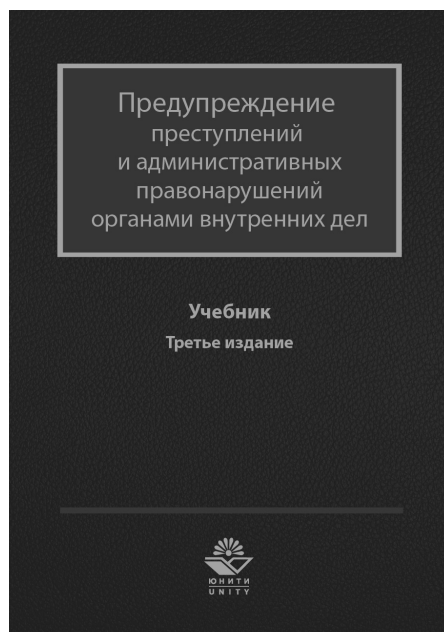 Предупреждение
преступлений
и административных
правонарушений
органами внутренних дел
Учебник
Третье издание
ЮНИТИ
UNITY